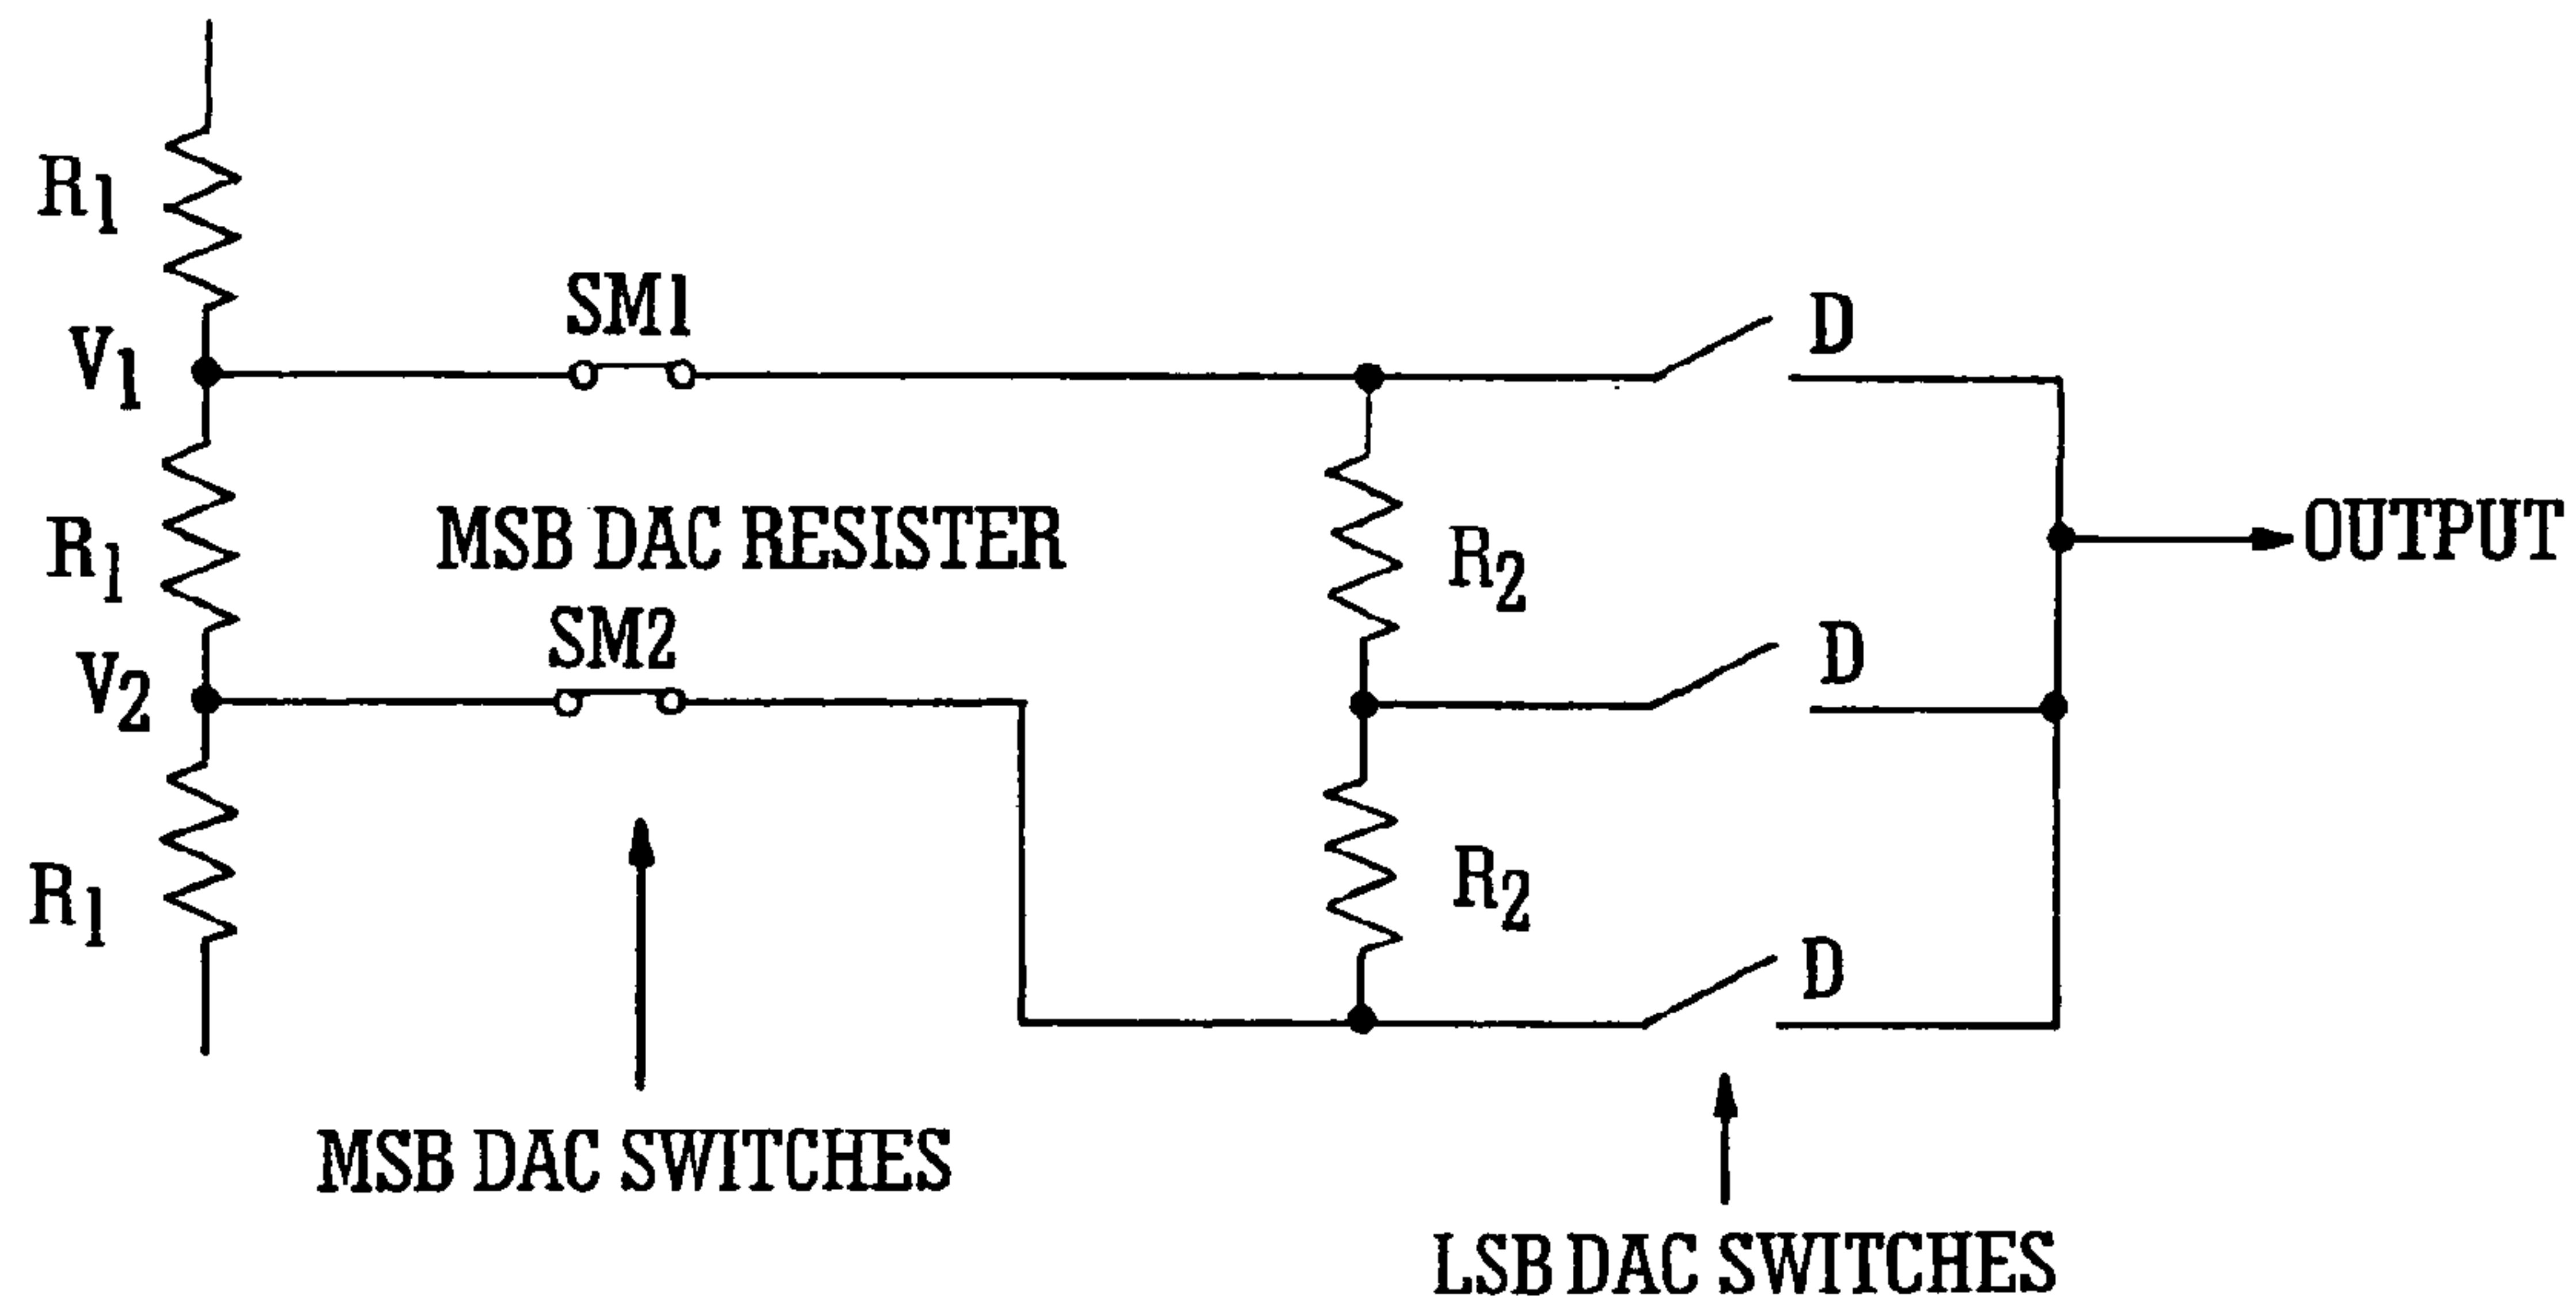 R1
SM1
D
V1
OUTPUT
R1
MSB DAC RESISTER
R2
SM2
D
V2
R1
R2
D
MSB DAC SWITCHES
LSB DAC SWITCHES